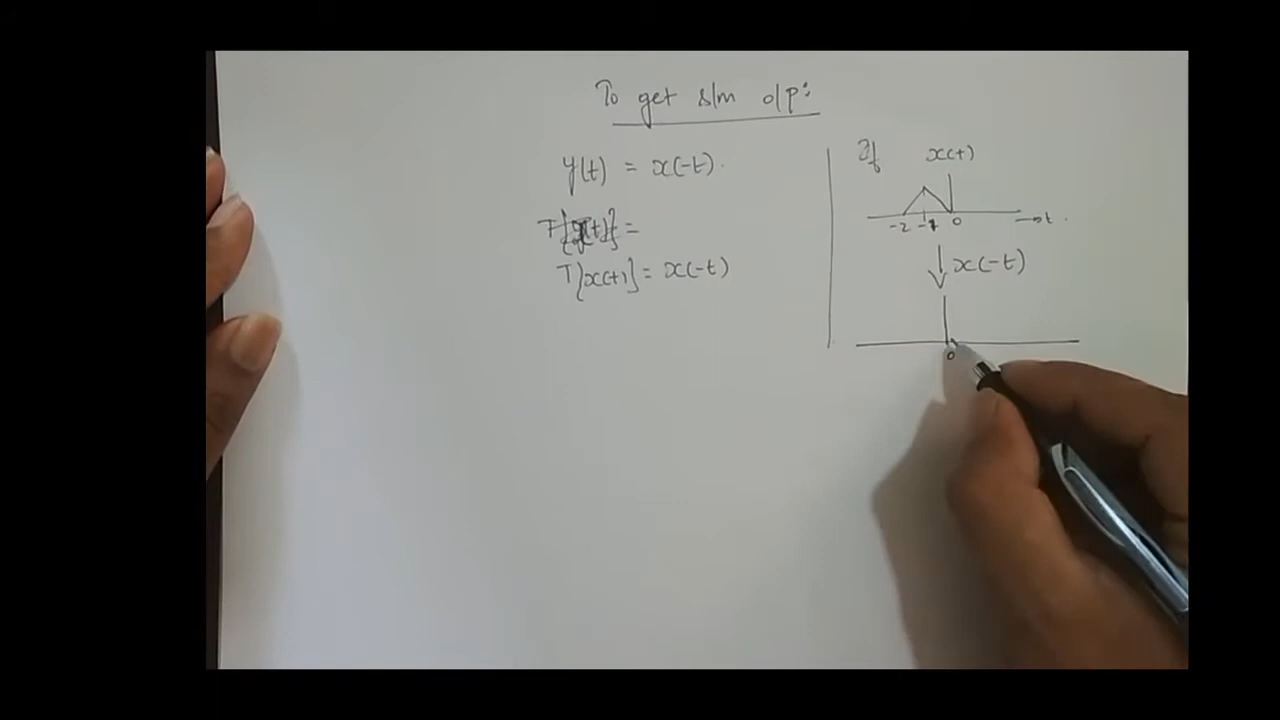 To get s/m o/p:
y(t) = x(-t).
T{x(t)} = x(-t)
If x(t)
-2 -1 0 → t.
↓ x(-t)
0